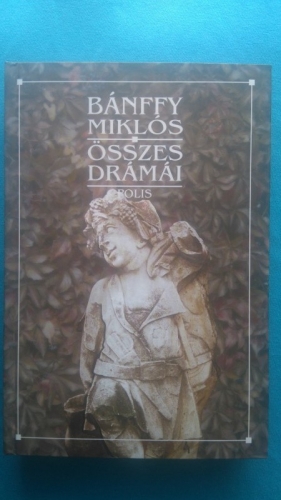 BÁNFFY
MIKLÓS
ÖSSZES
DRÁMÁI
POLIS